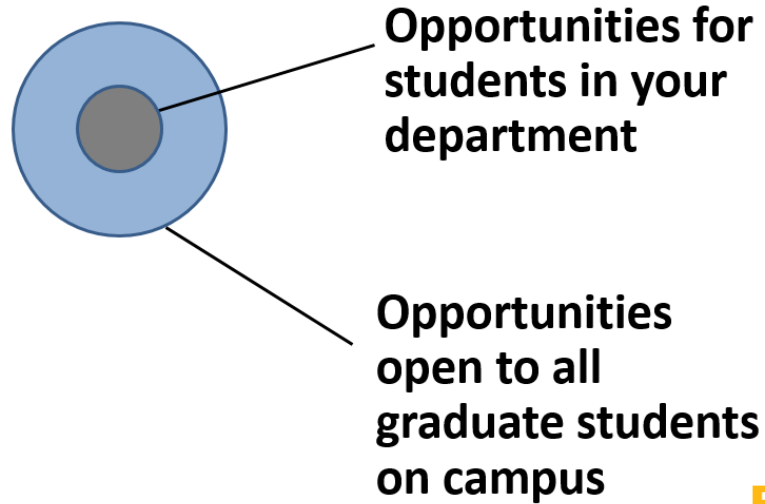 Opportunities for
students in your
department
Opportunities
open to all
graduate students
on campus